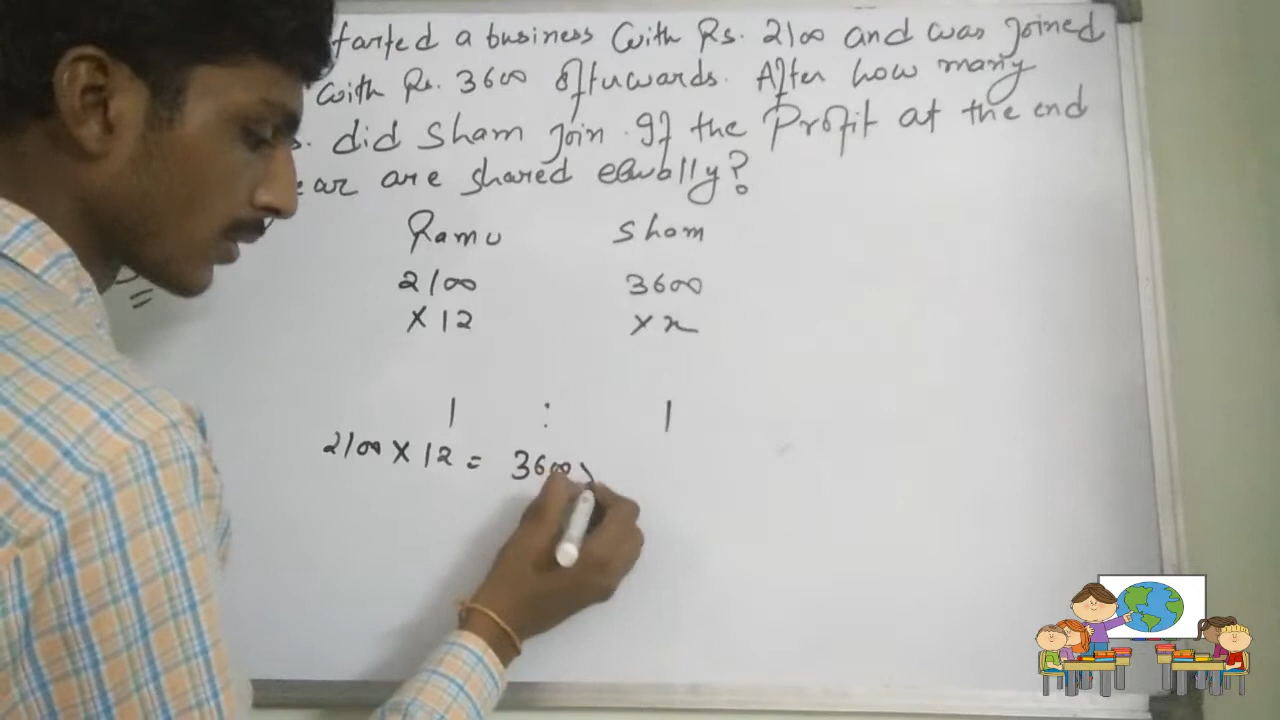 tarted a business with Rs. 2100 and was Joined
with Rs. 3600 afterwards. After how many
s. did Sham Join. If the Profit at the end
ear are shared equally?
Ramu Sham
2100 3600
X 12 X x
1 : 1
2100 X 12 = 3600